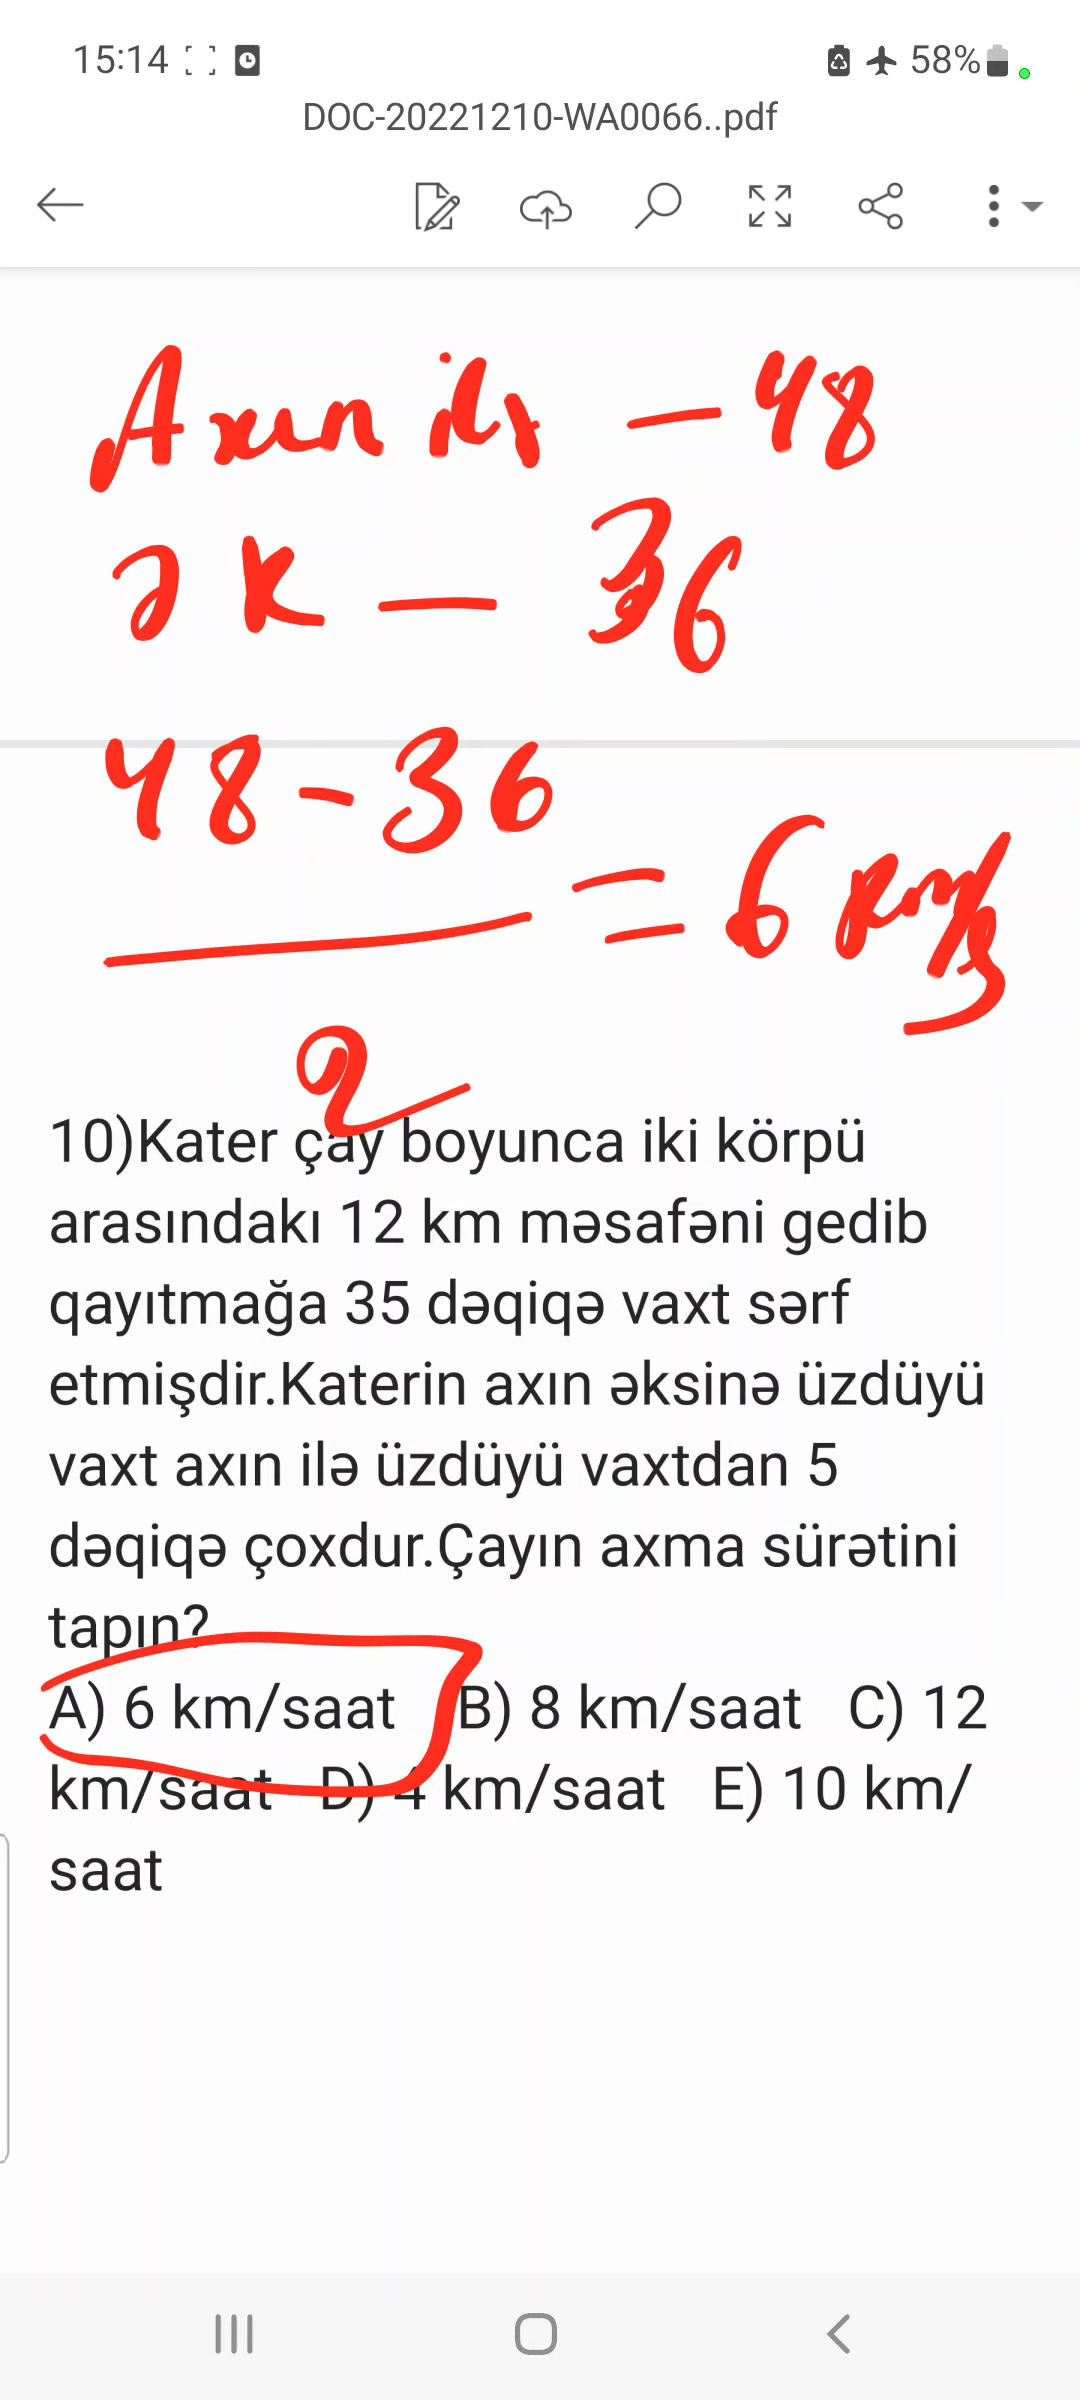 15:14
58%
DOC-20221210-WA0066..pdf
Axın ilə – 48
əK – 36
48 - 36
= 6 km/s
2
10)Kater çay boyunca iki körpü
arasındakı 12 km məsafəni gedib
qayıtmağa 35 dəqiqə vaxt sərf
etmişdir.Katerin axın əksinə üzdüyü
vaxt axın ilə üzdüyü vaxtdan 5
dəqiqə çoxdur.Çayın axma sürətini
tapın?
A) 6 km/saat B) 8 km/saat C) 12
km/saat D) 4 km/saat E) 10 km/
saat